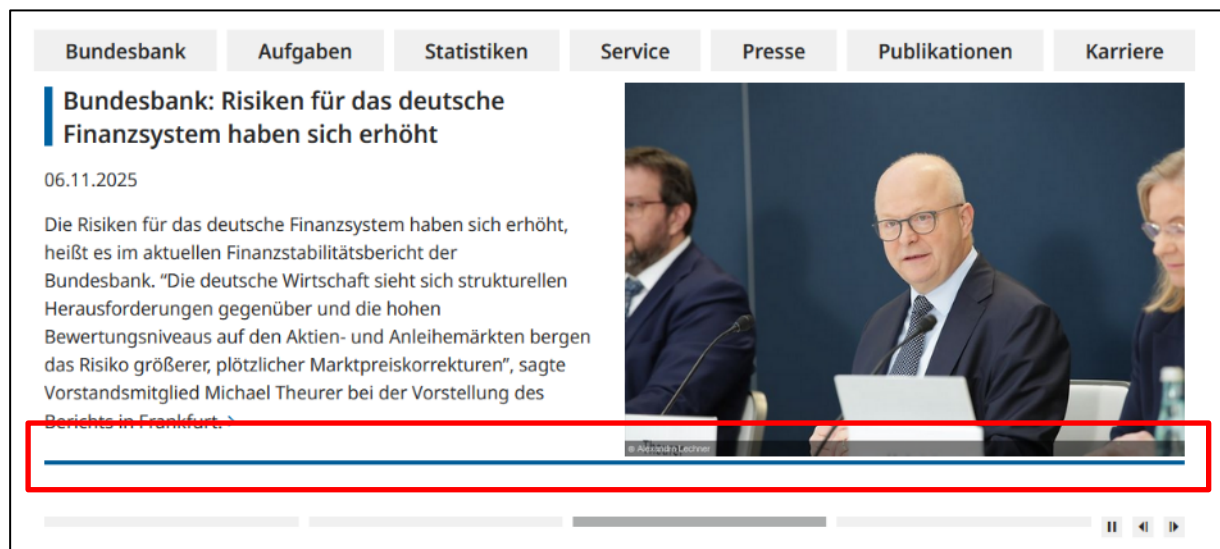 Bundesbank Aufgaben Statistiken Service Presse Publikationen Karriere
Bundesbank: Risiken für das deutsche
Finanzsystem haben sich erhöht
06.11.2025
Die Risiken für das deutsche Finanzsystem haben sich erhöht,
heißt es im aktuellen Finanzstabilitätsbericht der
Bundesbank. “Die deutsche Wirtschaft sieht sich strukturellen
Herausforderungen gegenüber und die hohen
Bewertungsniveaus auf den Aktien- und Anleihemärkten bergen
das Risiko größerer, plötzlicher Marktpreiskorrekturen”, sagte
Vorstandsmitglied Michael Theurer bei der Vorstellung des
Berichts in Frankfurt.
© Alexandra Lechner